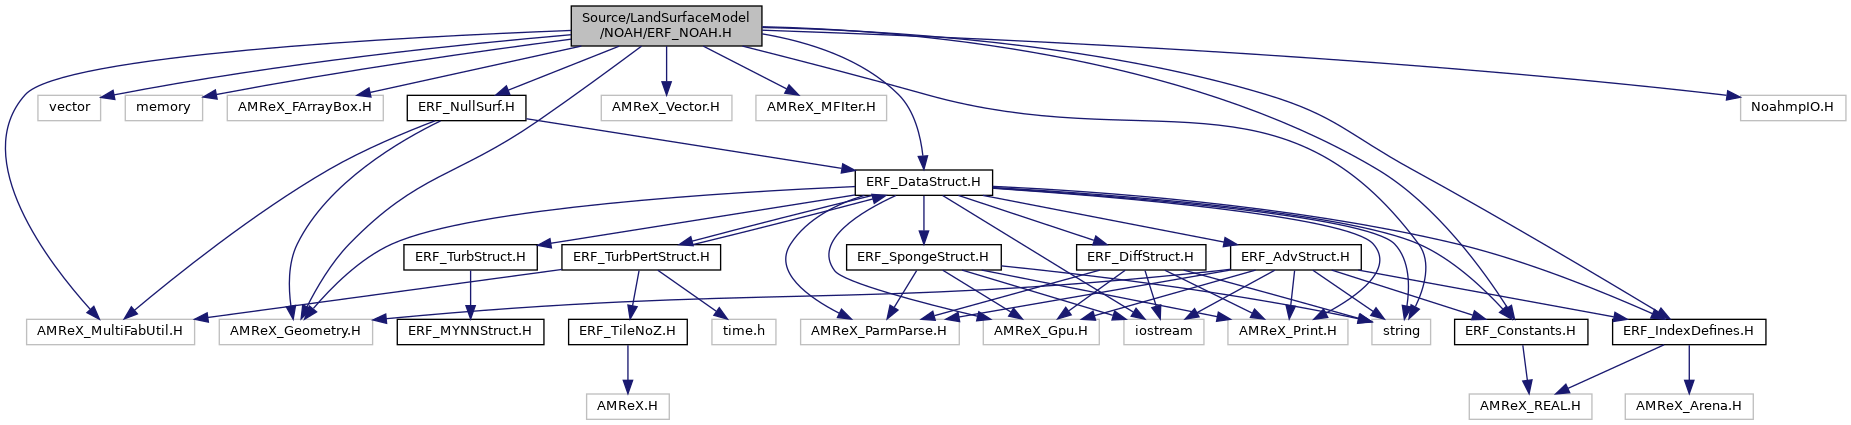 Source/LandSurfaceModel
/NOAH/ERF_NOAH.H
vector
memory
AMReX_FArrayBox.H
ERF_NullSurf.H
AMReX_Vector.H
AMReX_MFIter.H
NoahmpIO.H
ERF_DataStruct.H
ERF_TurbStruct.H
ERF_TurbPertStruct.H
ERF_SpongeStruct.H
ERF_DiffStruct.H
ERF_AdvStruct.H
AMReX_MultiFabUtil.H
AMReX_Geometry.H
ERF_MYNNStruct.H
ERF_TileNoZ.H
time.h
AMReX_ParmParse.H
AMReX_Gpu.H
iostream
AMReX_Print.H
string
ERF_Constants.H
ERF_IndexDefines.H
AMReX.H
AMReX_REAL.H
AMReX_Arena.H